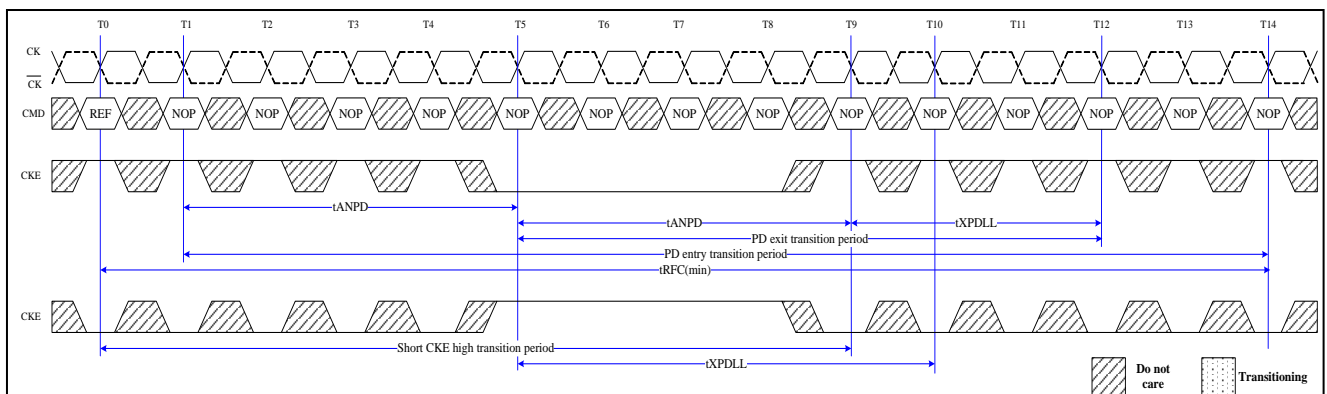 T0 T1 T2 T3 T4 T5 T6 T7 T8 T9 T10 T11 T12 T13 T14
CK
CK
CMD REF NOP NOP NOP NOP NOP NOP NOP NOP NOP NOP NOP NOP NOP NOP
CKE
tANPD
tANPD tXPDLL
PD exit transition period
PD entry transition period
tRFC(min)
CKE
Short CKE high transition period
tXPDLL
Do not care
Transitioning